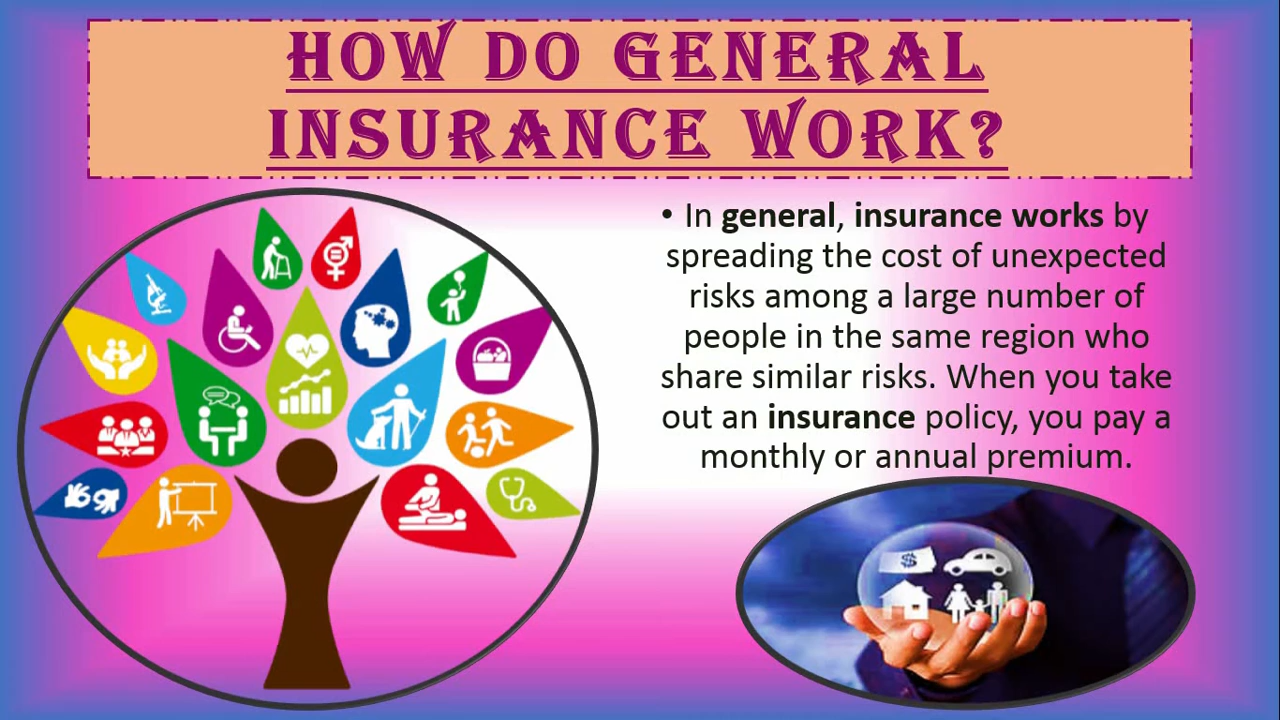 HOW DO GENERAL
INSURANCE WORK?
• In general, insurance works by
spreading the cost of unexpected
risks among a large number of
people in the same region who
share similar risks. When you take
out an insurance policy, you pay a
monthly or annual premium.
$